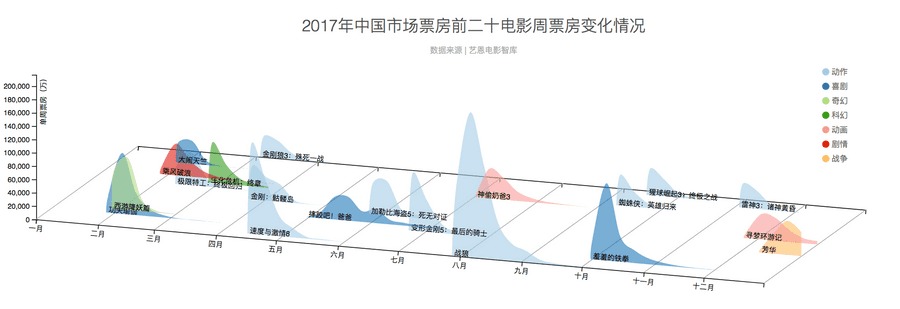 2017年中国市场票房前二十电影周票房变化情况
数据来源 | 艺恩电影智库
动作
喜剧
奇幻
科幻
动画
剧情
战争
单周票房（万）
200,000
180,000
160,000
140,000
120,000
100,000
80,000
60,000
40,000
20,000
0
金刚狼3：殊死一战
大闹天竺
乘风破浪
生化危机：终章
极限特工：终极回归
金刚：骷髅岛
西游伏妖篇
功夫瑜伽
速度与激情8
摔跤吧！爸爸
加勒比海盗5：死无对证
变形金刚5：最后的骑士
战狼
神偷奶爸3
蜘蛛侠：英雄归来
猩球崛起3：终极之战
羞羞的铁拳
雷神3：诸神黄昏
寻梦环游记
芳华
一月
二月
三月
四月
五月
六月
七月
八月
九月
十月
十一月
十二月